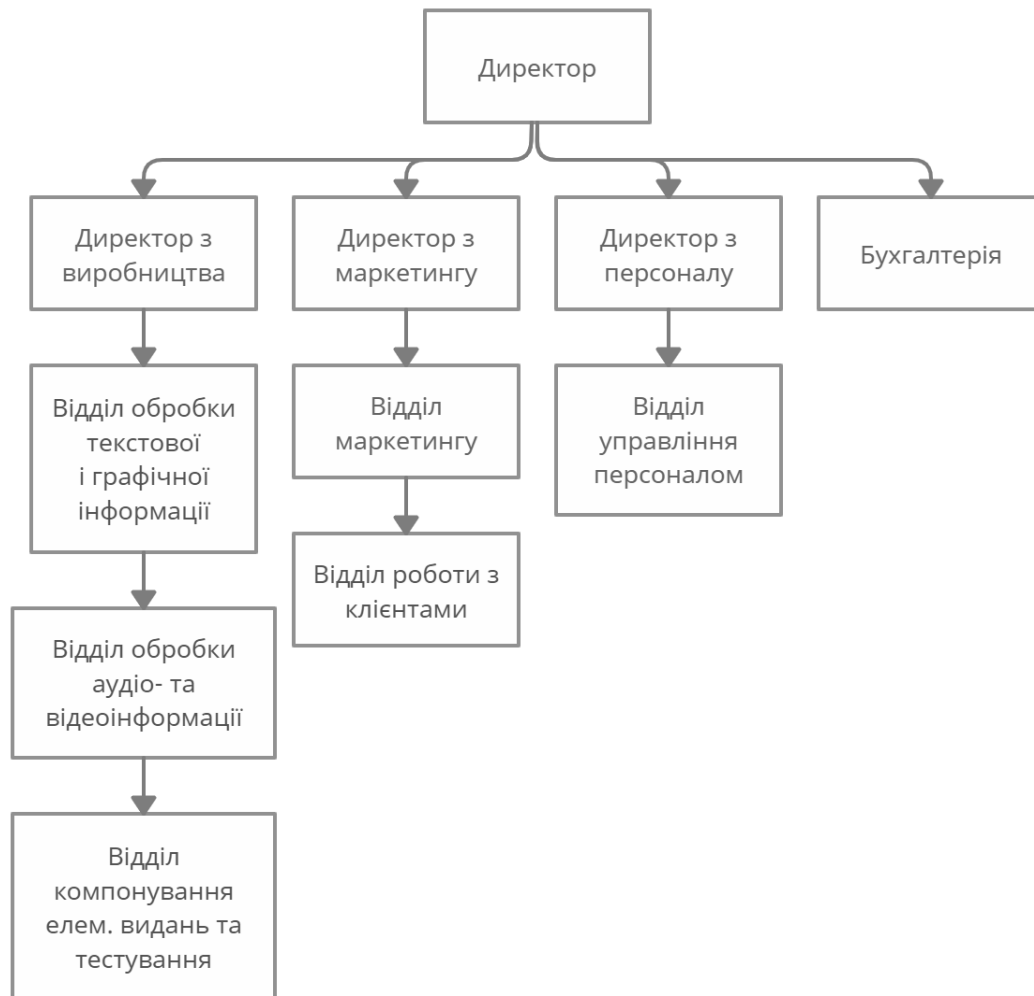 Директор
Директор з
виробництва
Директор з
маркетингу
Директор з
персоналу
Бухгалтерія
Відділ обробки
текстової
і графічної
інформації
Відділ
маркетингу
Відділ
управління
персоналом
Відділ роботи з
клієнтами
Відділ обробки
аудіо- та
відеоінформації
Відділ
компонування
елем. видань та
тестування